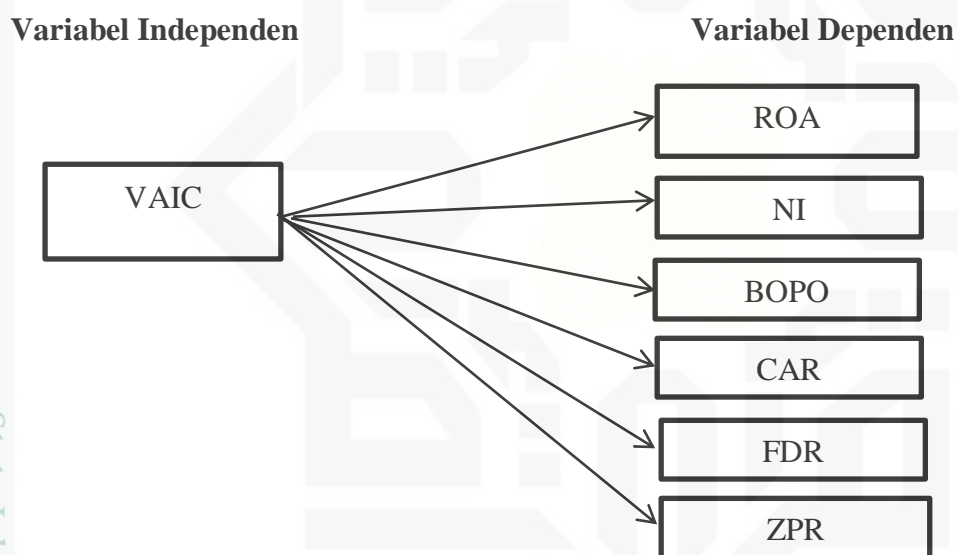 Variabel Independen Variabel Dependen
ROA
VAIC
NI
BOPO
CAR
FDR
ZPR